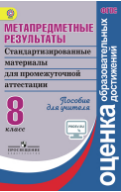 ФГОС
МЕТАПРЕДМЕТНЫЕ
РЕЗУЛЬТАТЫ
Стандартизированные
материалы
для промежуточной
аттестации
Пособие
для учителя
8
класс
ПРОСВЕЩЕНИЕ
оценка
образовательных
достижений